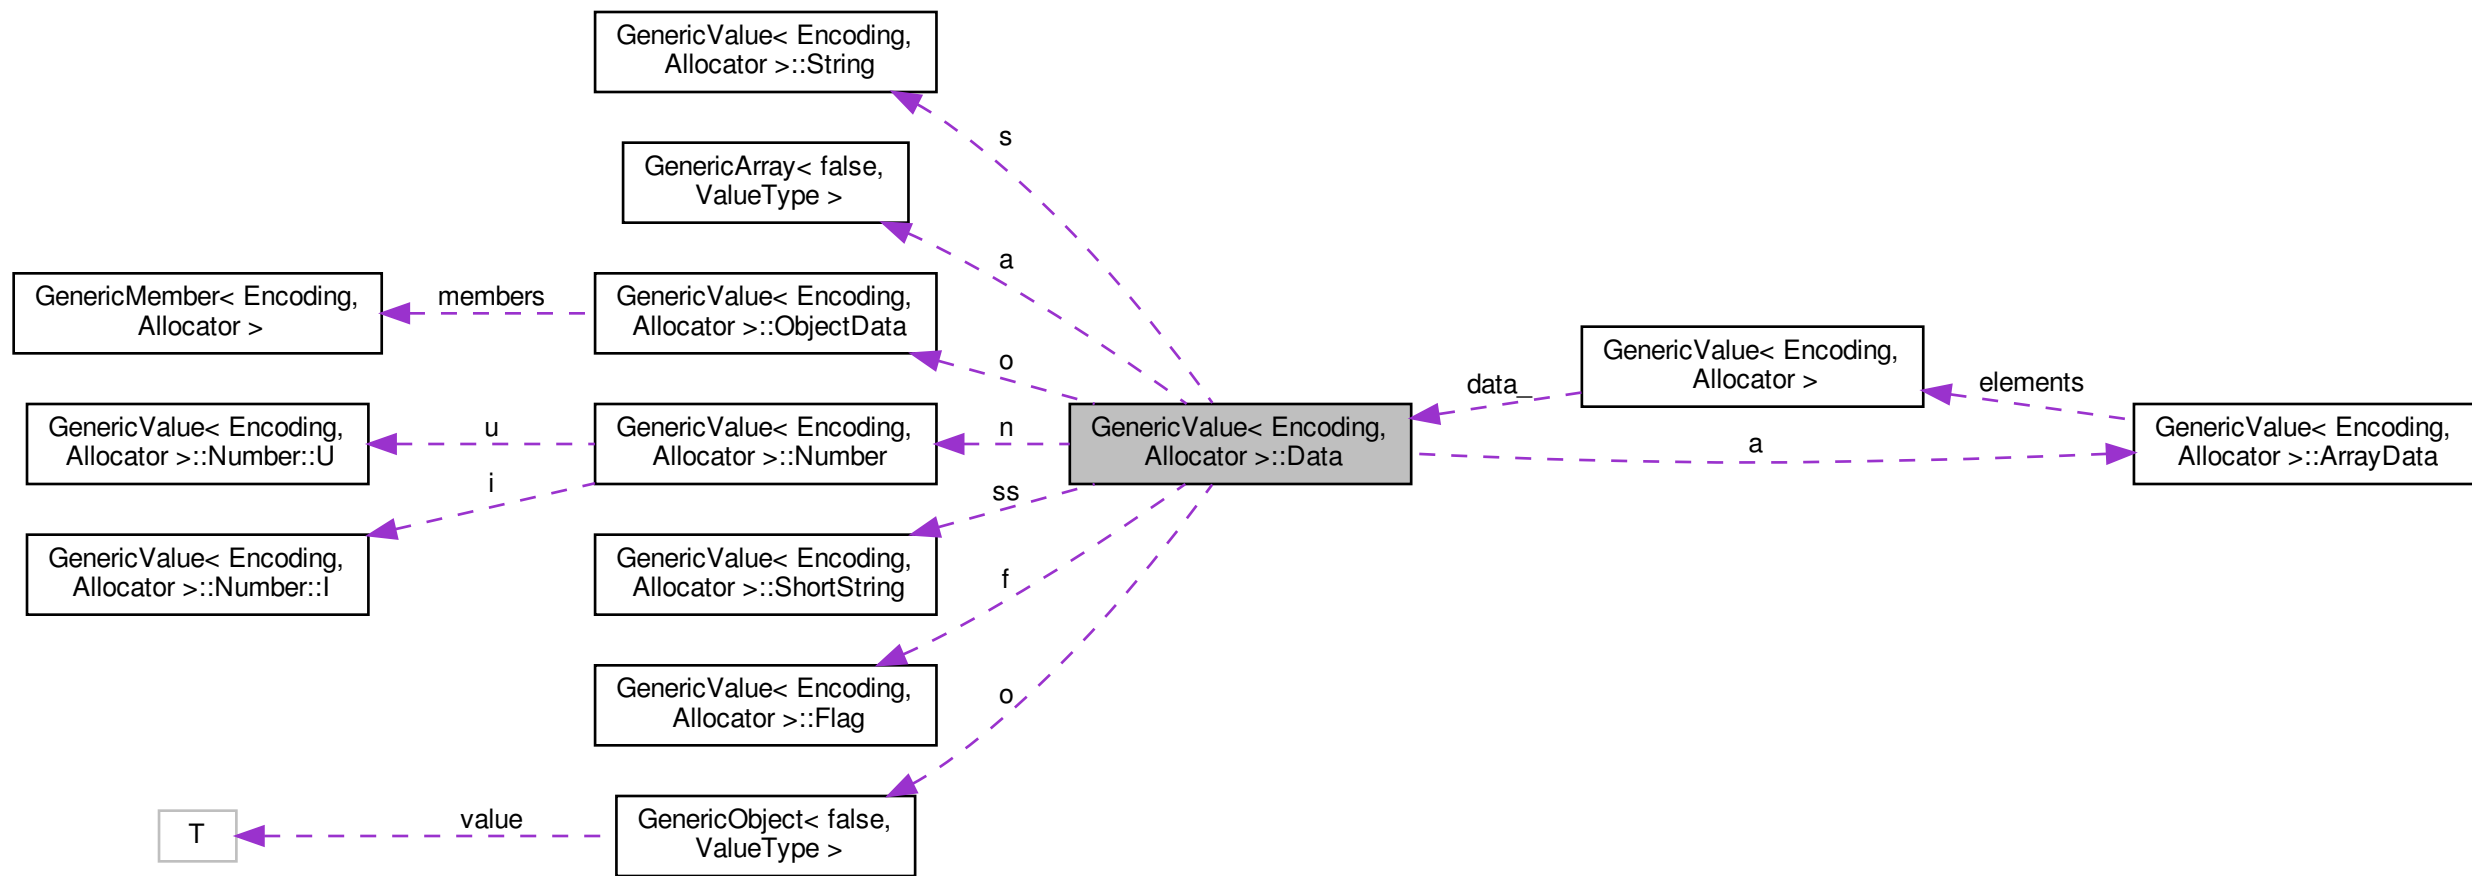 GenericValue< Encoding,
Allocator >::String
s
GenericArray< false,
ValueType >
a
GenericMember< Encoding,
Allocator >
members
GenericValue< Encoding,
Allocator >::ObjectData
o
GenericValue< Encoding,
Allocator >
data_
elements
GenericValue< Encoding,
Allocator >::Number::U
u
GenericValue< Encoding,
Allocator >::Number
n
GenericValue< Encoding,
Allocator >::Data
a
GenericValue< Encoding,
Allocator >::ArrayData
i
ss
GenericValue< Encoding,
Allocator >::Number::I
GenericValue< Encoding,
Allocator >::ShortString
f
GenericValue< Encoding,
Allocator >::Flag
o
T
value
GenericObject< false,
ValueType >